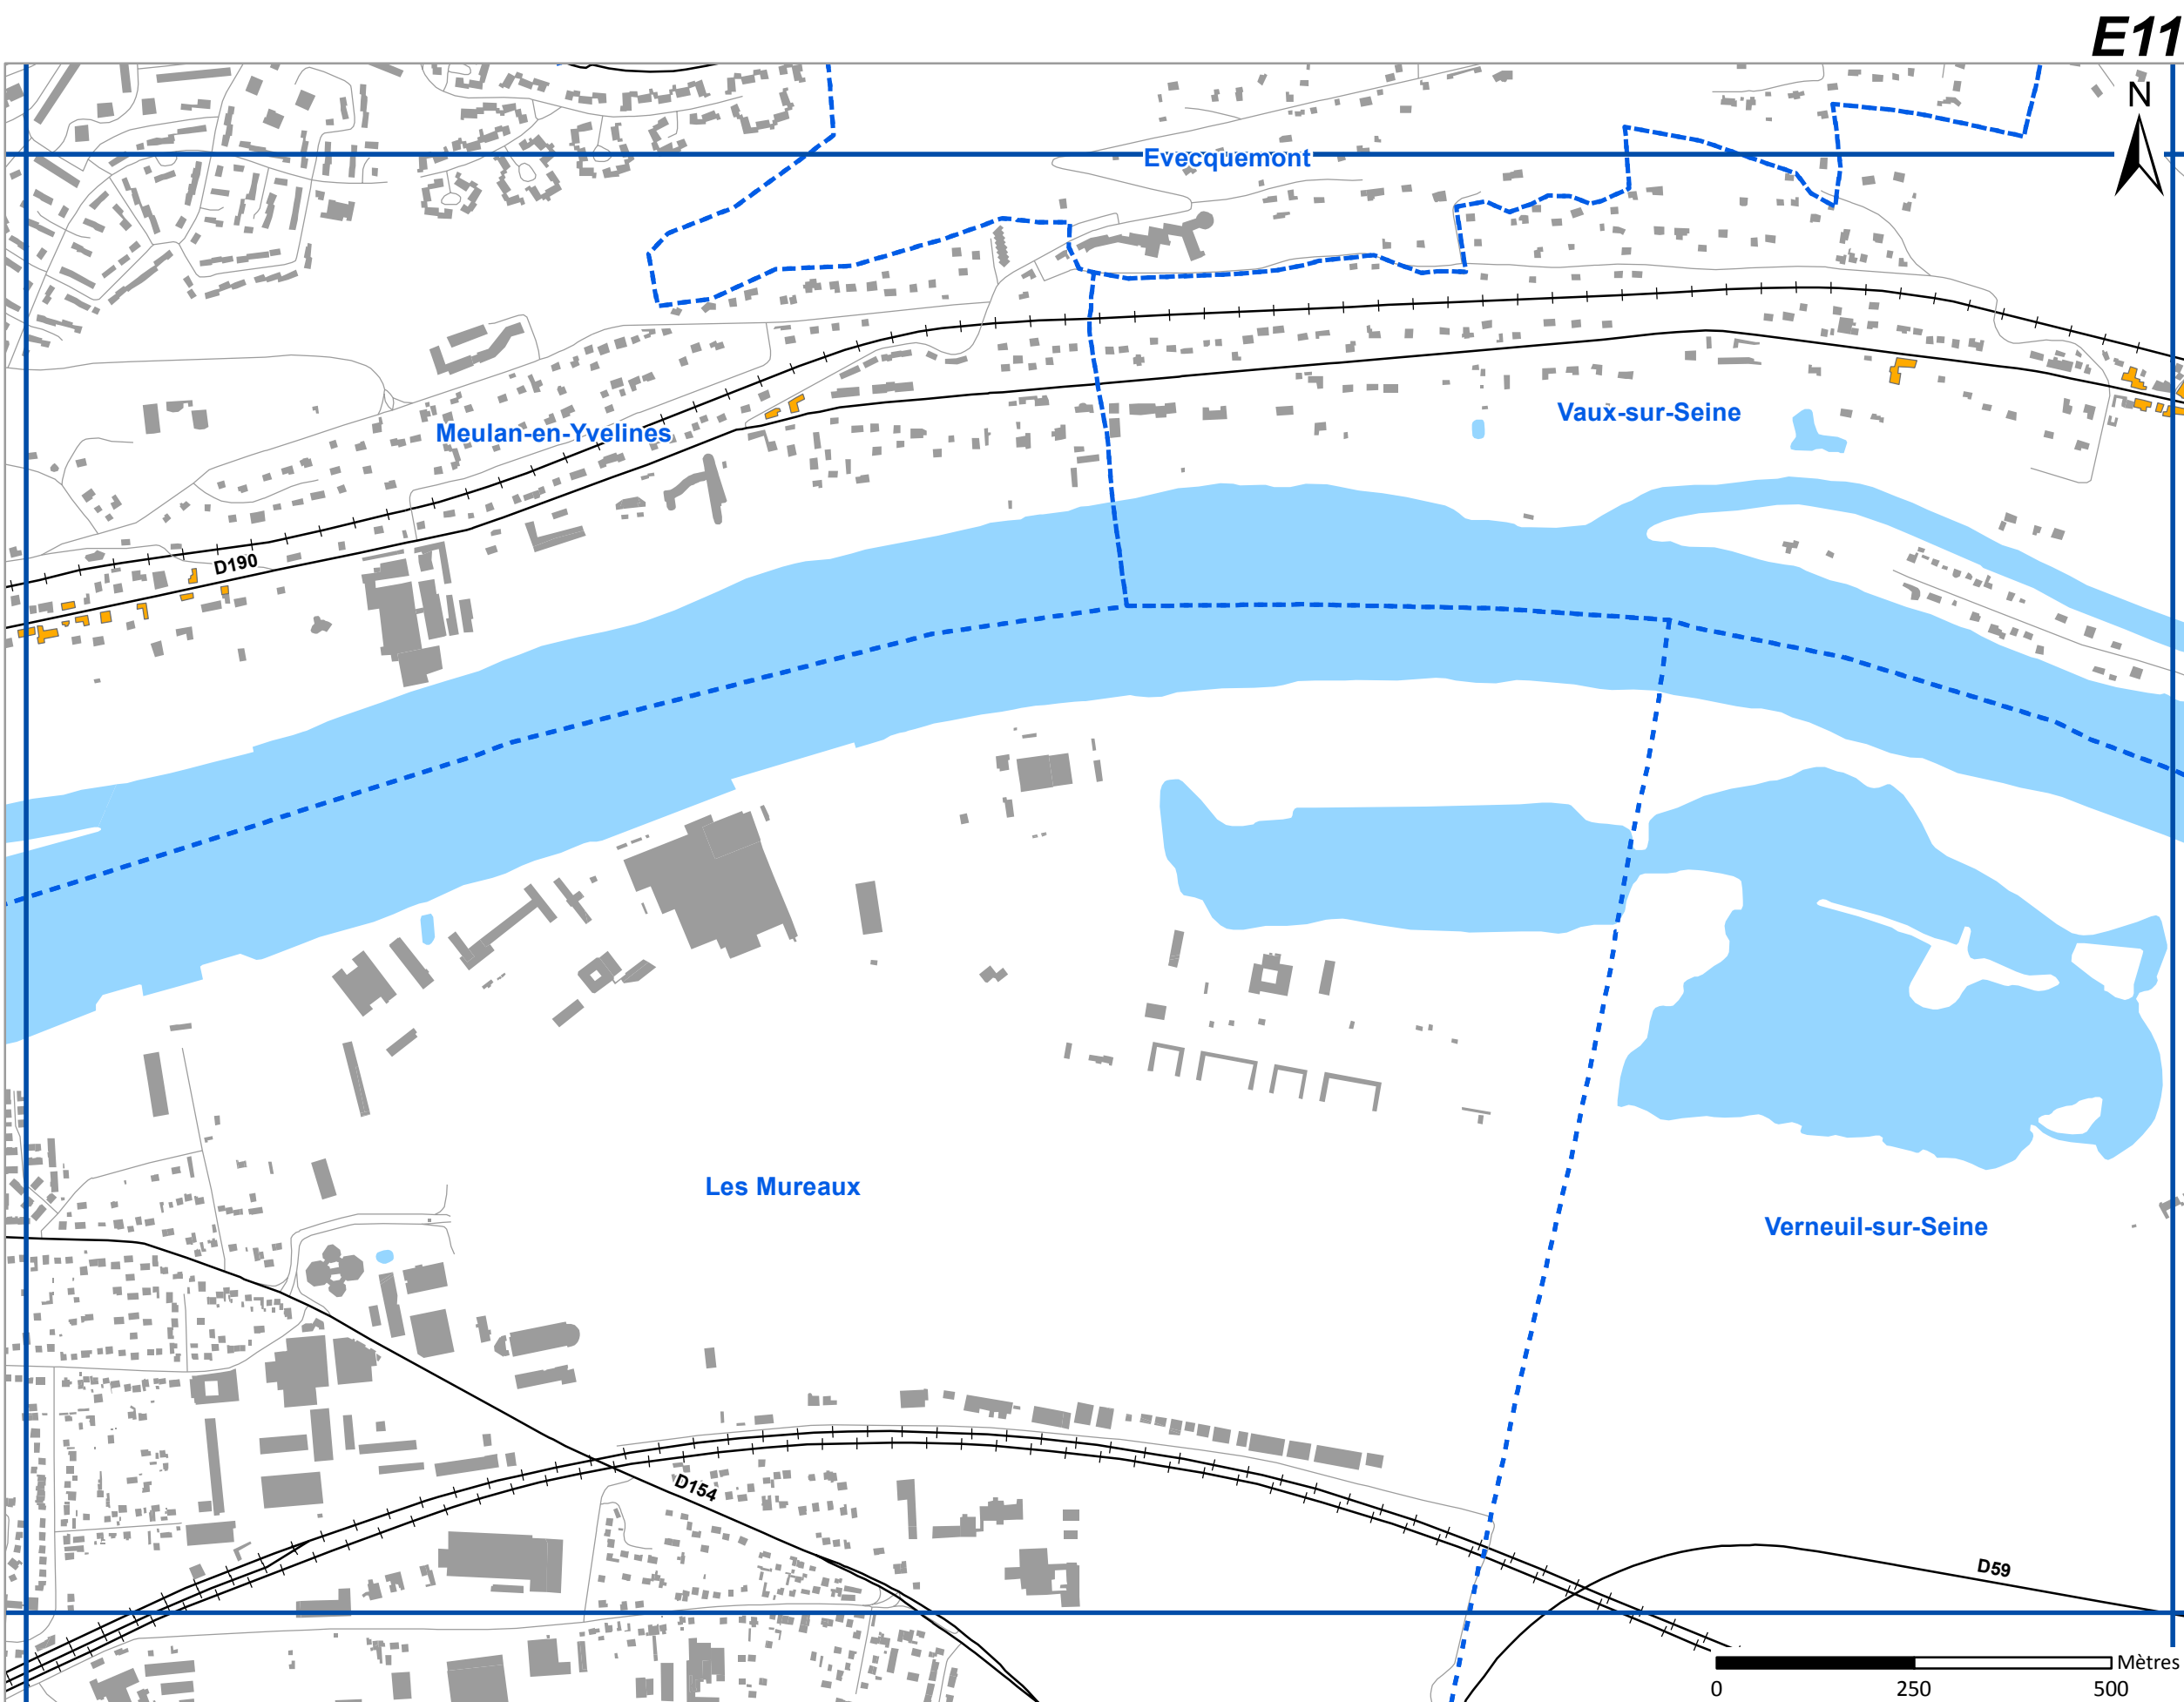 E11
N
Evecquemont
Vaux-sur-Seine
Meulan-en-Yvelines
D190
Les Mureaux
Verneuil-sur-Seine
D154
D59
Mètres
0 250 500